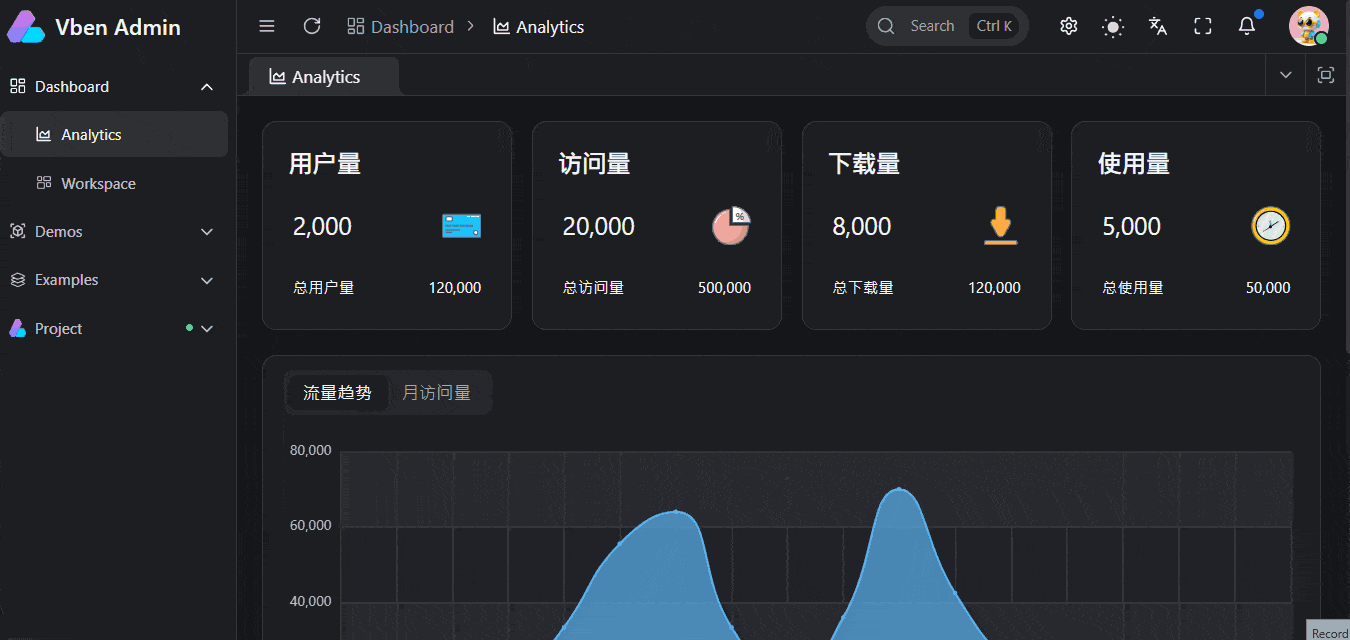 Vben Admin
Dashboard
Analytics
Workspace
Demos
Examples
Project
Dashboard > Analytics
Search Ctrl K
Analytics
用户量
2,000
总用户量 120,000
访问量
20,000
%
总访问量 500,000
下载量
8,000
总下载量 120,000
使用量
5,000
总使用量 50,000
流量趋势 月访问量
80,000
60,000
40,000
Record